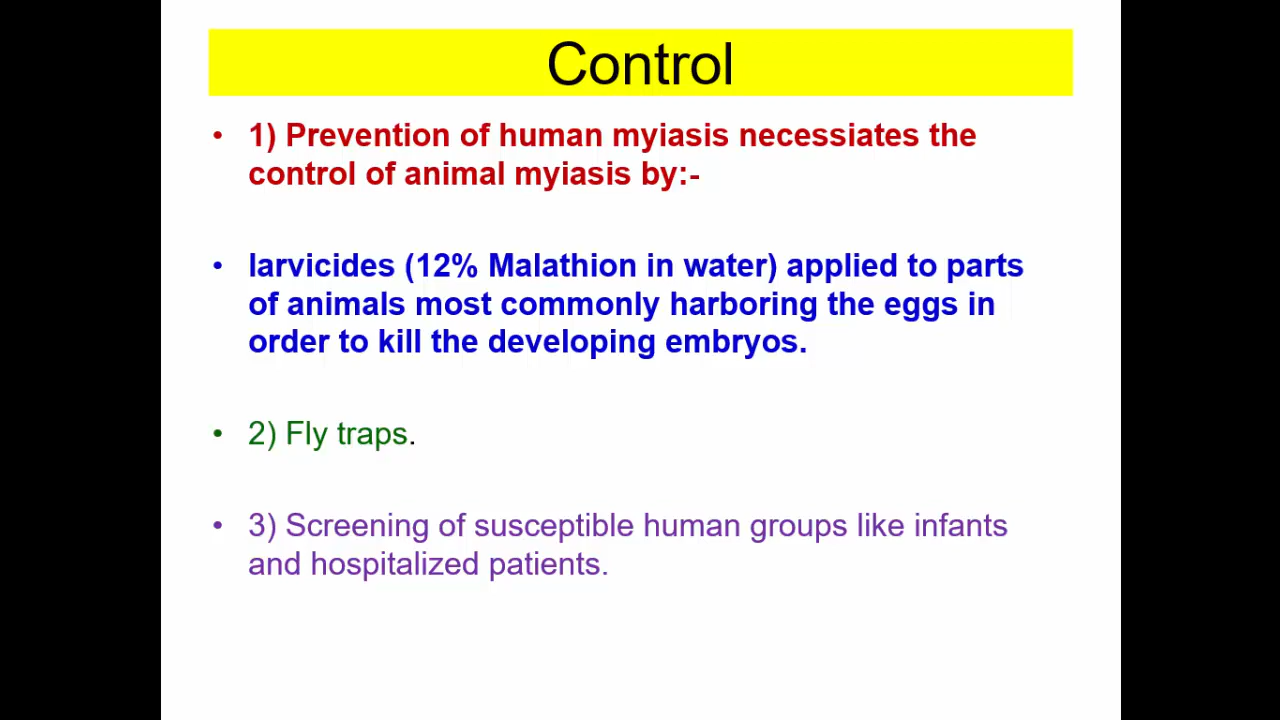 Control
• 1) Prevention of human myiasis necessiates the
control of animal myiasis by:-
• larvicides (12% Malathion in water) applied to parts
of animals most commonly harboring the eggs in
order to kill the developing embryos.
• 2) Fly traps.
• 3) Screening of susceptible human groups like infants
and hospitalized patients.